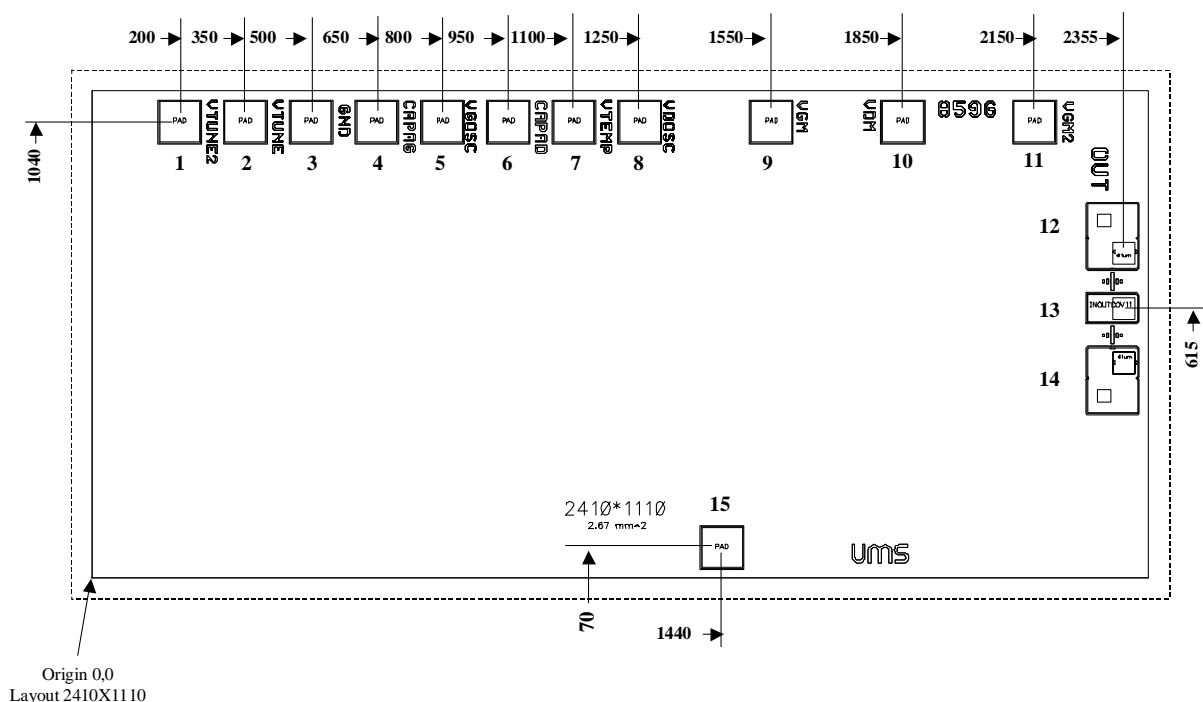 200 350 500 650 800 950 1100 1250 1550 1850 2150 2355
1040
PAD PAD PAD PAD PAD PAD PAD PAD PAD PAD PAD
VTUNE2 VTUNE GND CAPAG VGOSC CAPAD VTEMP VDOSC VGM VDM 8596 VGM2
1 2 3 4 5 6 7 8 9 10 11
OUT
12
13
615
14
15
2410*1110
2.67 mm^2
PAD
UMS
70
1440
Origin 0,0
Layout 2410X1110